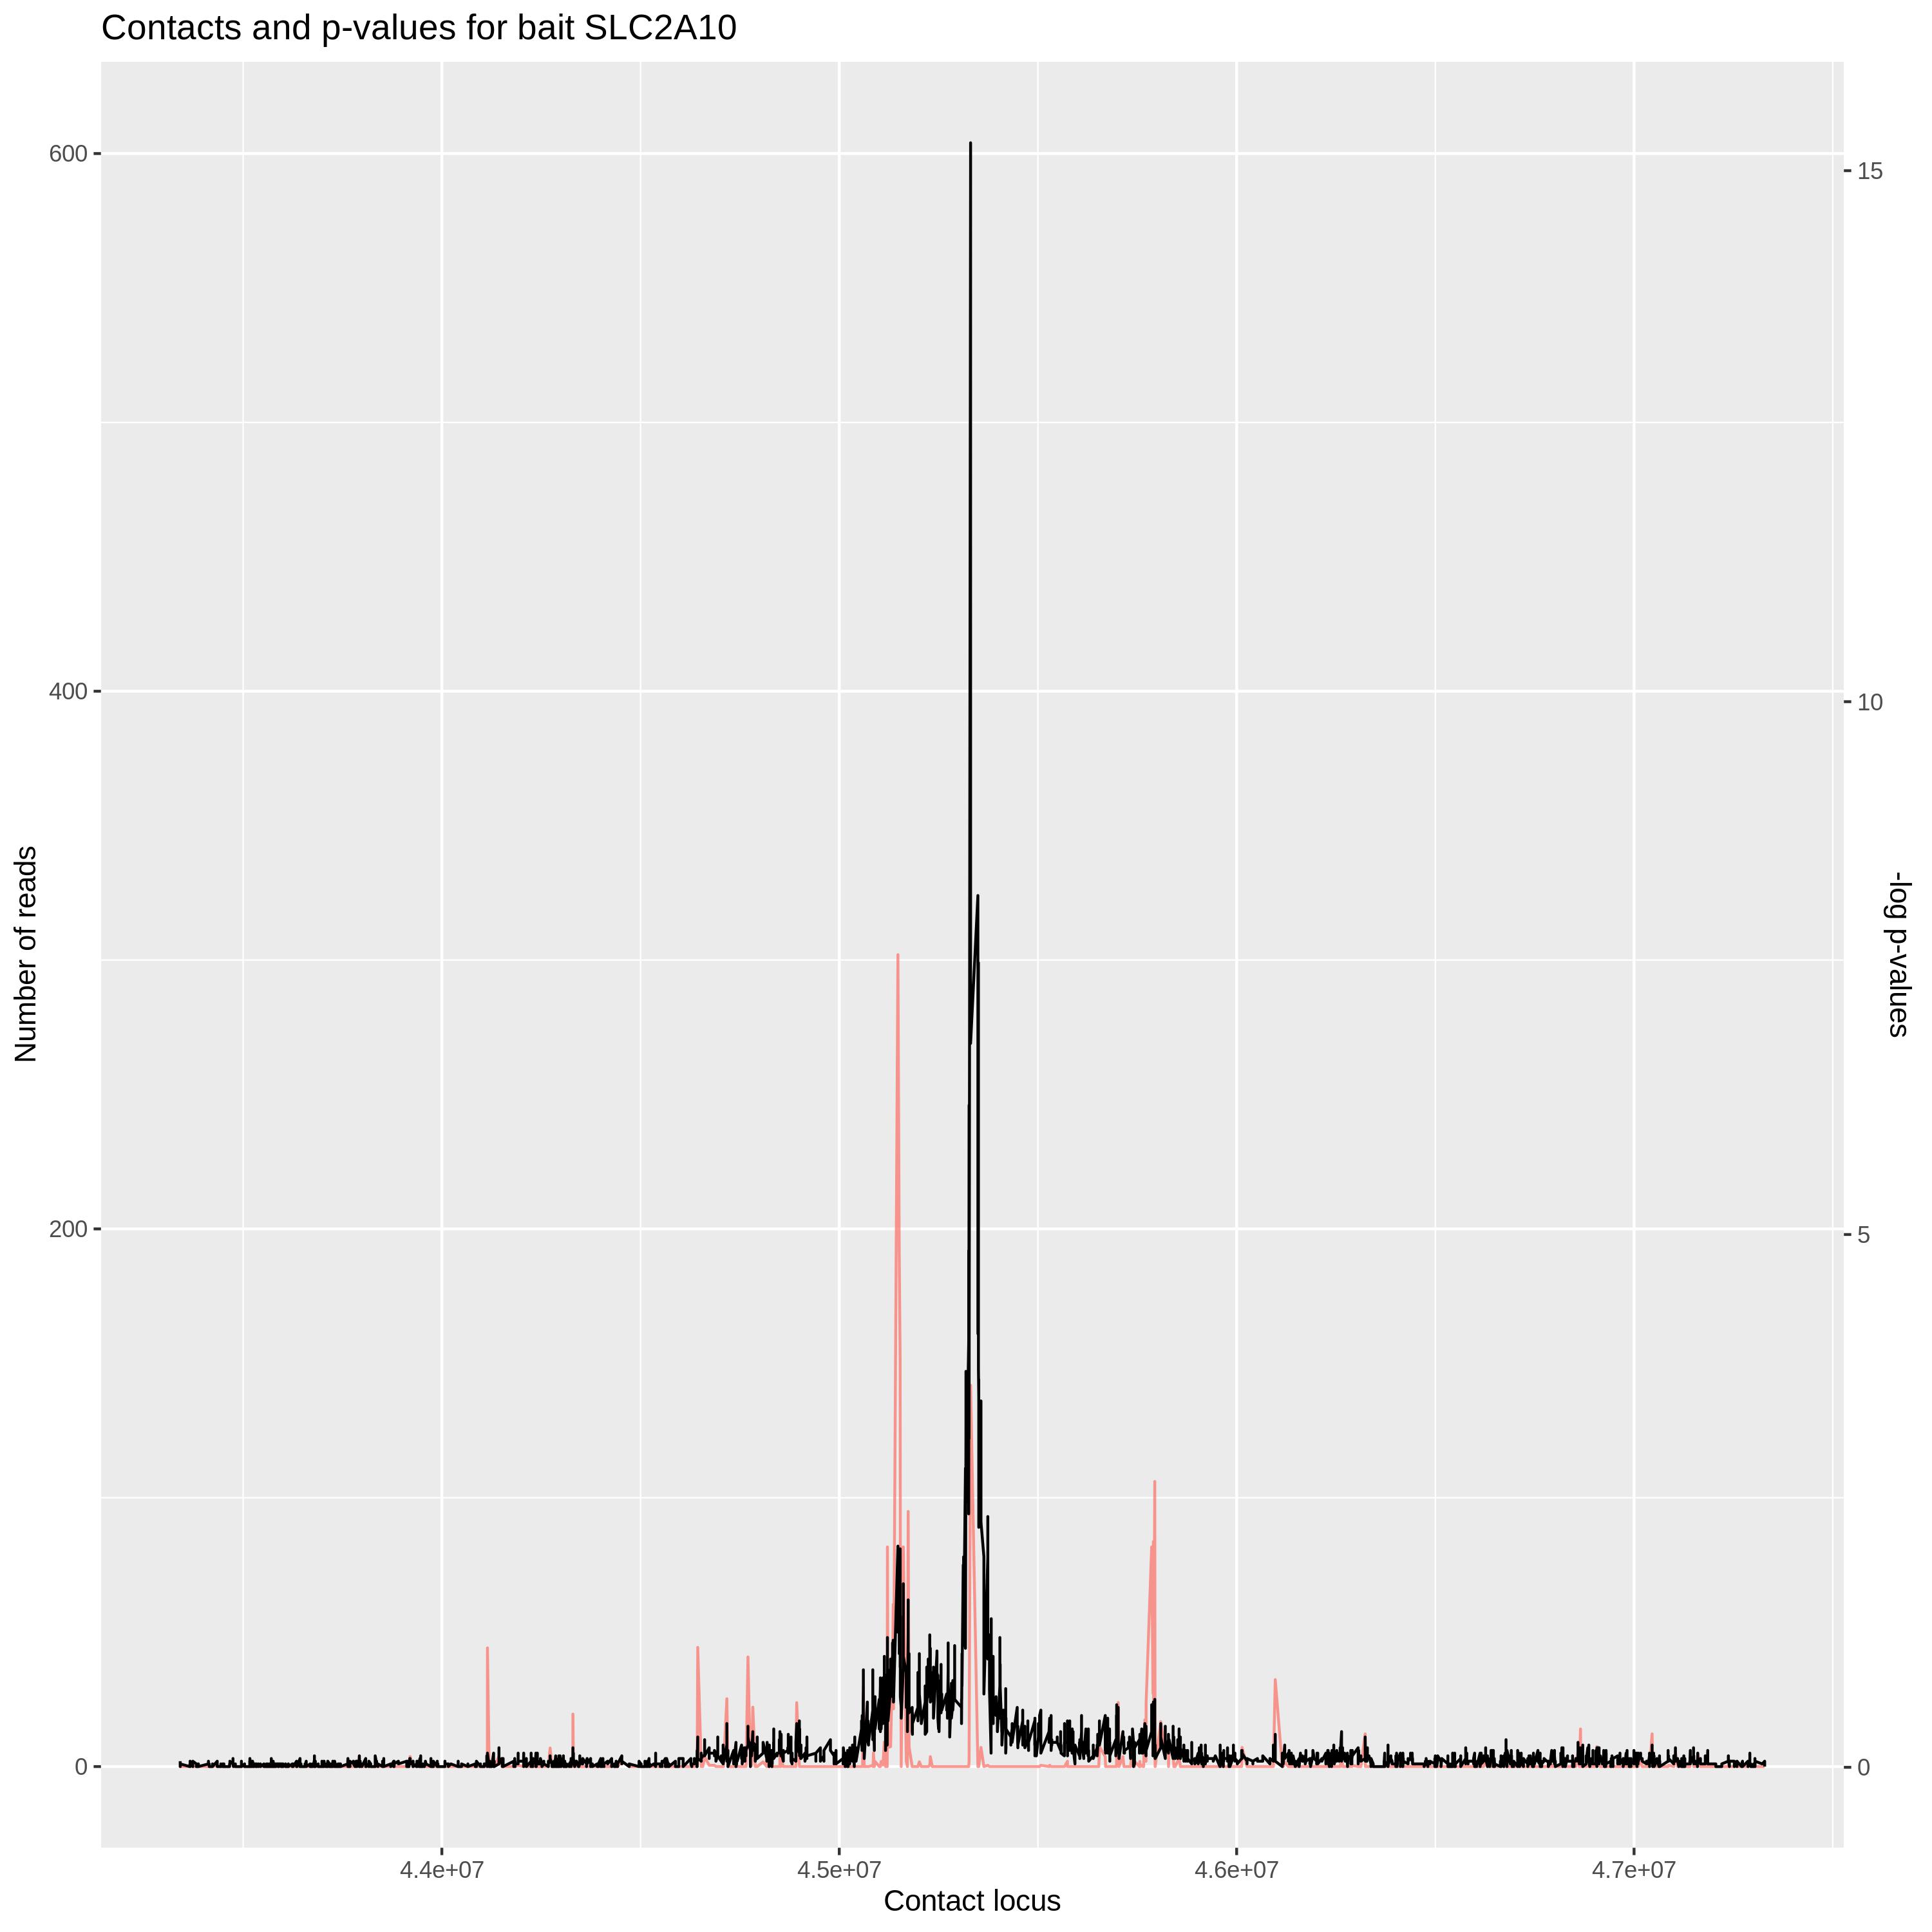 Contacts and p-values for bait SLC2A10
600
400
200
0
Number of reads
15
10
5
0
-log p-values
4.4e+07 4.5e+07 4.6e+07 4.7e+07
Contact locus